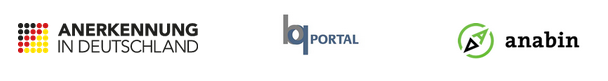 ANERKENNUNG
IN DEUTSCHLAND
bq PORTAL
anabin